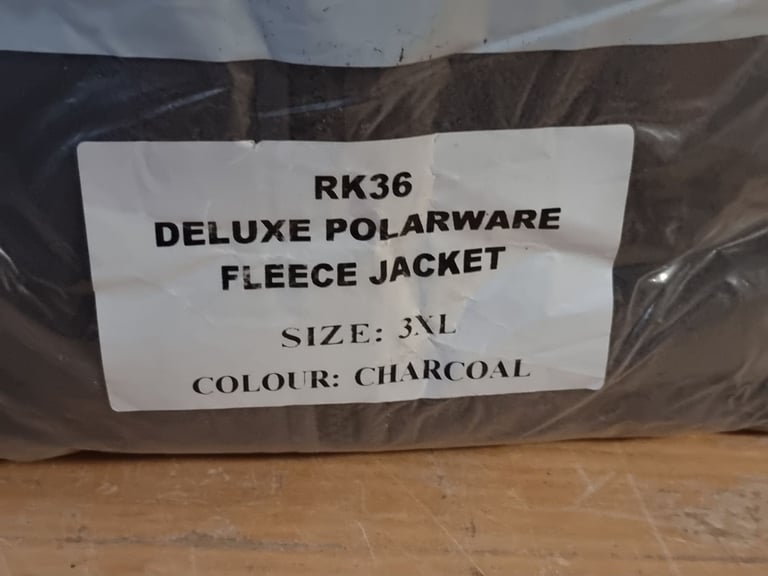 RK36
DELUXE POLARWARE
FLEECE JACKET
SIZE: 3XL
COLOUR: CHARCOAL